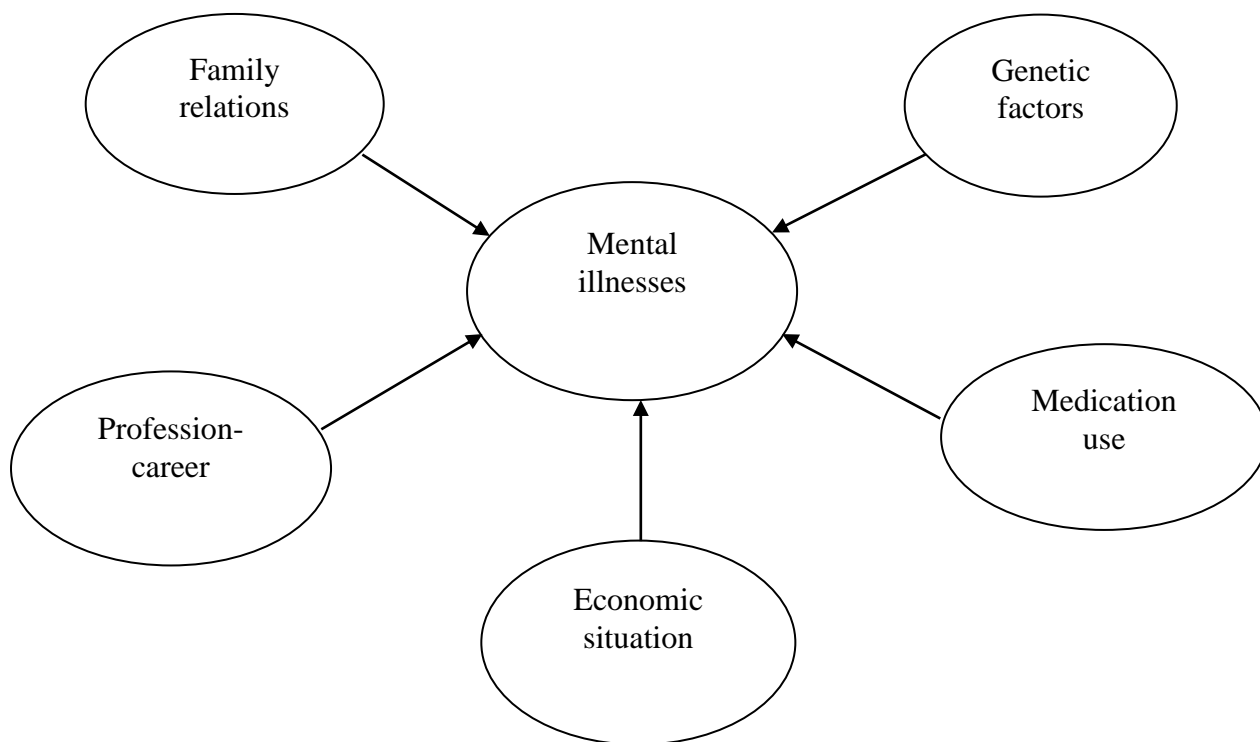 Family
relations
Genetic
factors
Mental
illnesses
Profession-
career
Medication
use
Economic
situation